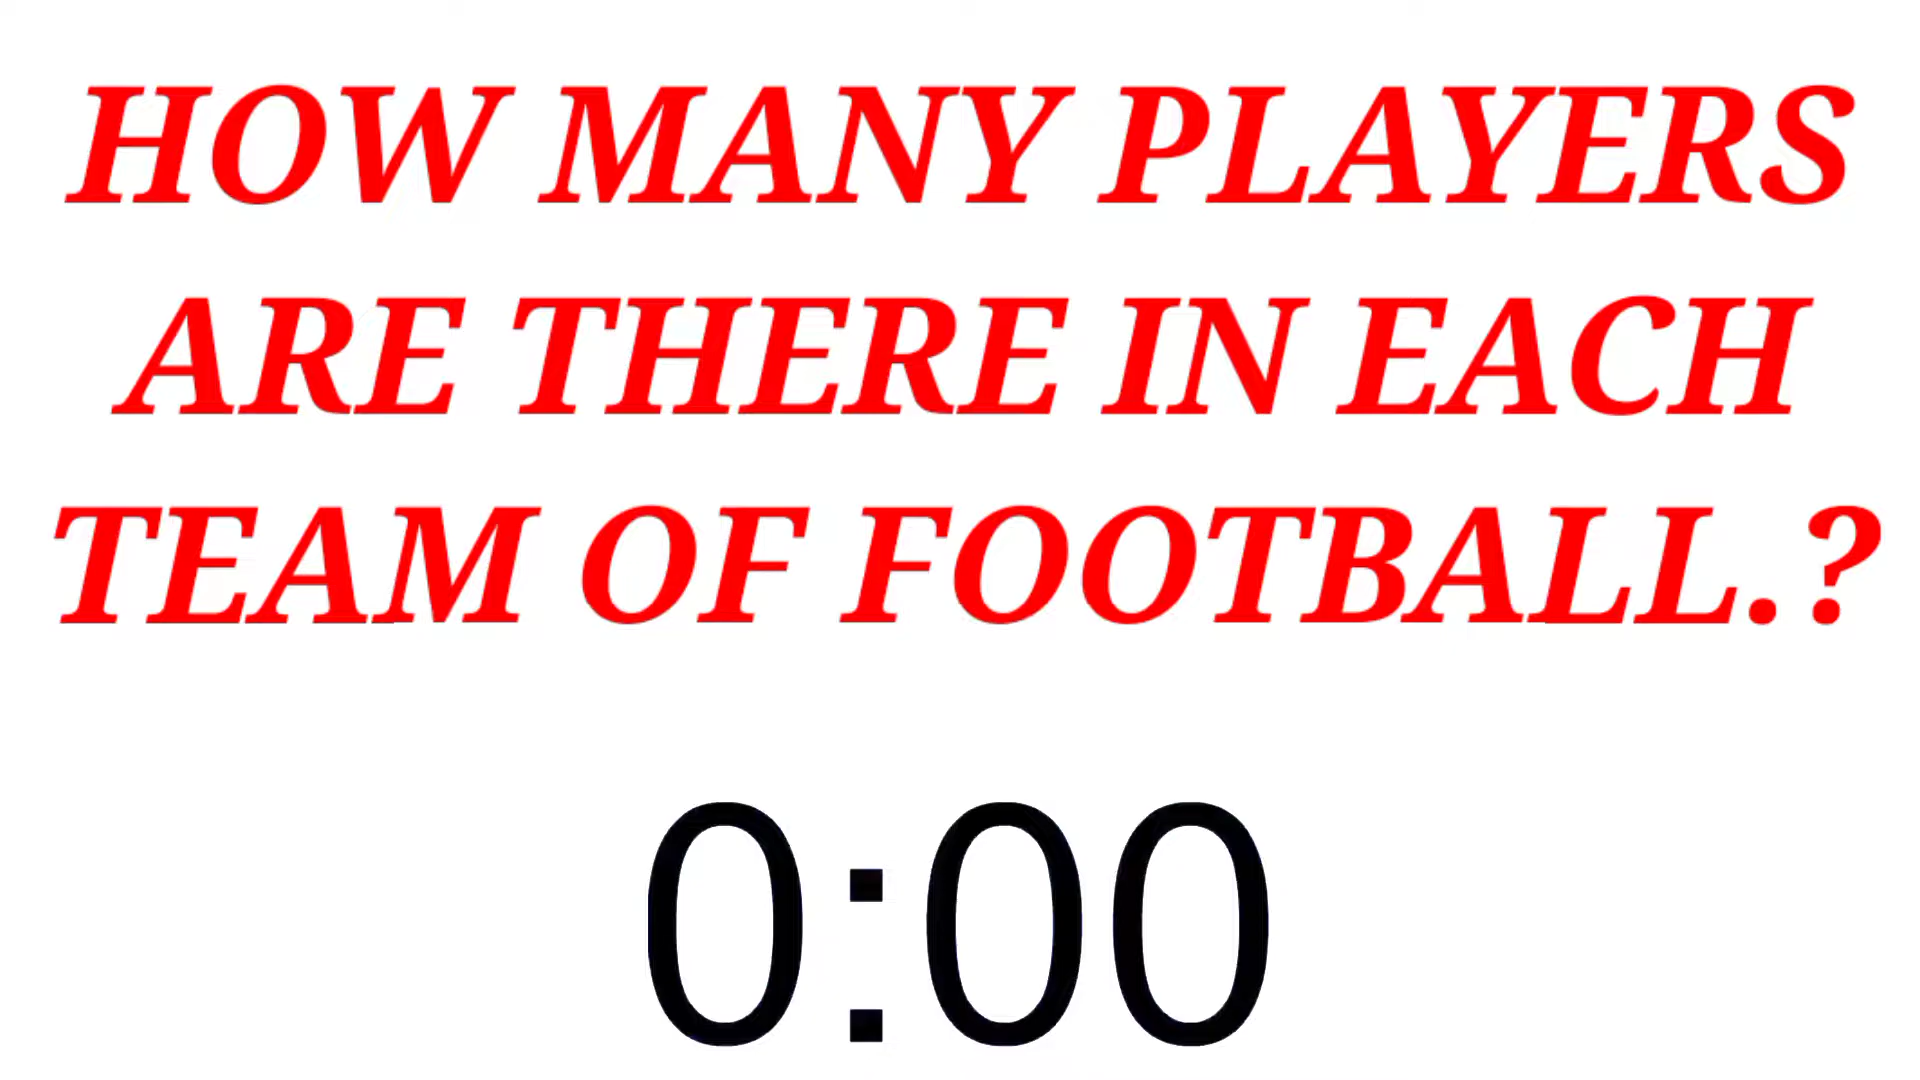 HOW MANY PLAYERS
ARE THERE IN EACH
TEAM OF FOOTBALL.?
0:00